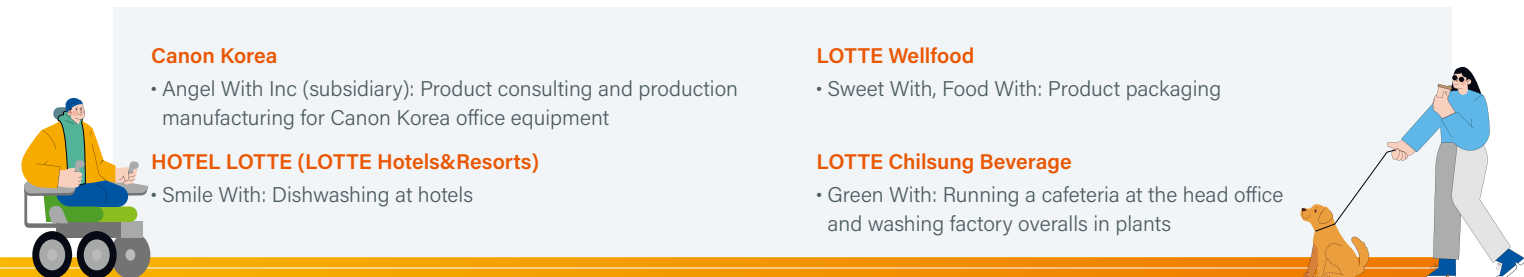 Canon Korea
• Angel With Inc (subsidiary): Product consulting and production
manufacturing for Canon Korea office equipment
HOTEL LOTTE (LOTTE Hotels&Resorts)
• Smile With: Dishwashing at hotels
LOTTE Wellfood
• Sweet With, Food With: Product packaging
LOTTE Chilsung Beverage
• Green With: Running a cafeteria at the head office
and washing factory overalls in plants